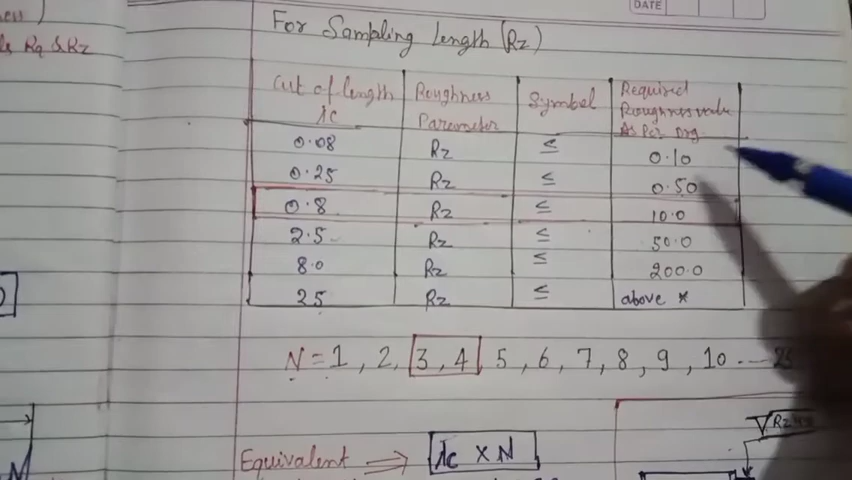 DATE
Rq & Rz
For Sampling Length (Rz)
Cut of length λc | Roughness Parameter | Symbol | Required Roughness value As Per Drg.
0.08 Rz ≤ 0.10
0.25 Rz ≤ 0.50
0.8 Rz ≤ 10.0
2.5 Rz ≤ 50.0
8.0 Rz ≤ 200.0
25 Rz ≤ above *
N = 1, 2, 3, 4, 5, 6, 7, 8, 9, 10
Equivalent ⇒ λc × N
N